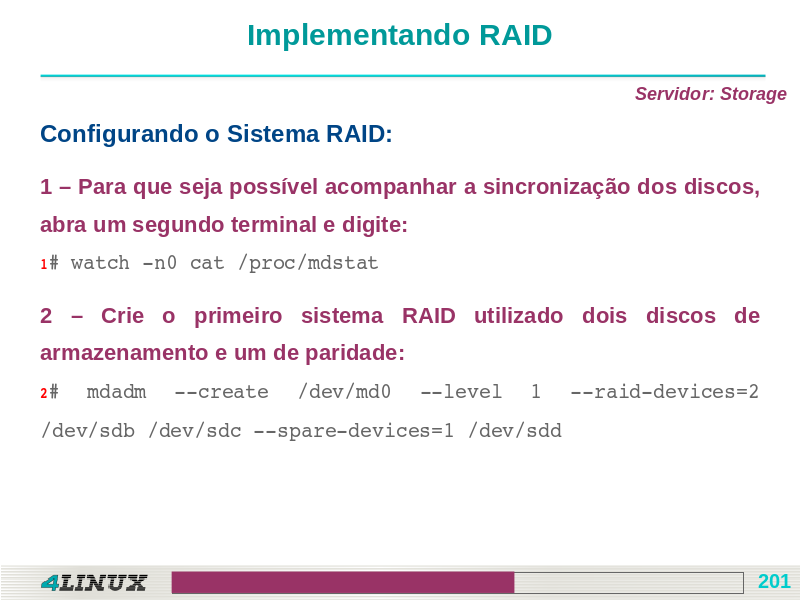 Implementando RAID
Servidor: Storage
Configurando o Sistema RAID:
1 – Para que seja possível acompanhar a sincronização dos discos,
abra um segundo terminal e digite:
1# watch -n0 cat /proc/mdstat
2 – Crie o primeiro sistema RAID utilizado dois discos de
armazenamento e um de paridade:
2# mdadm --create /dev/md0 --level 1 --raid-devices=2
/dev/sdb /dev/sdc --spare-devices=1 /dev/sdd
4LINUX
201